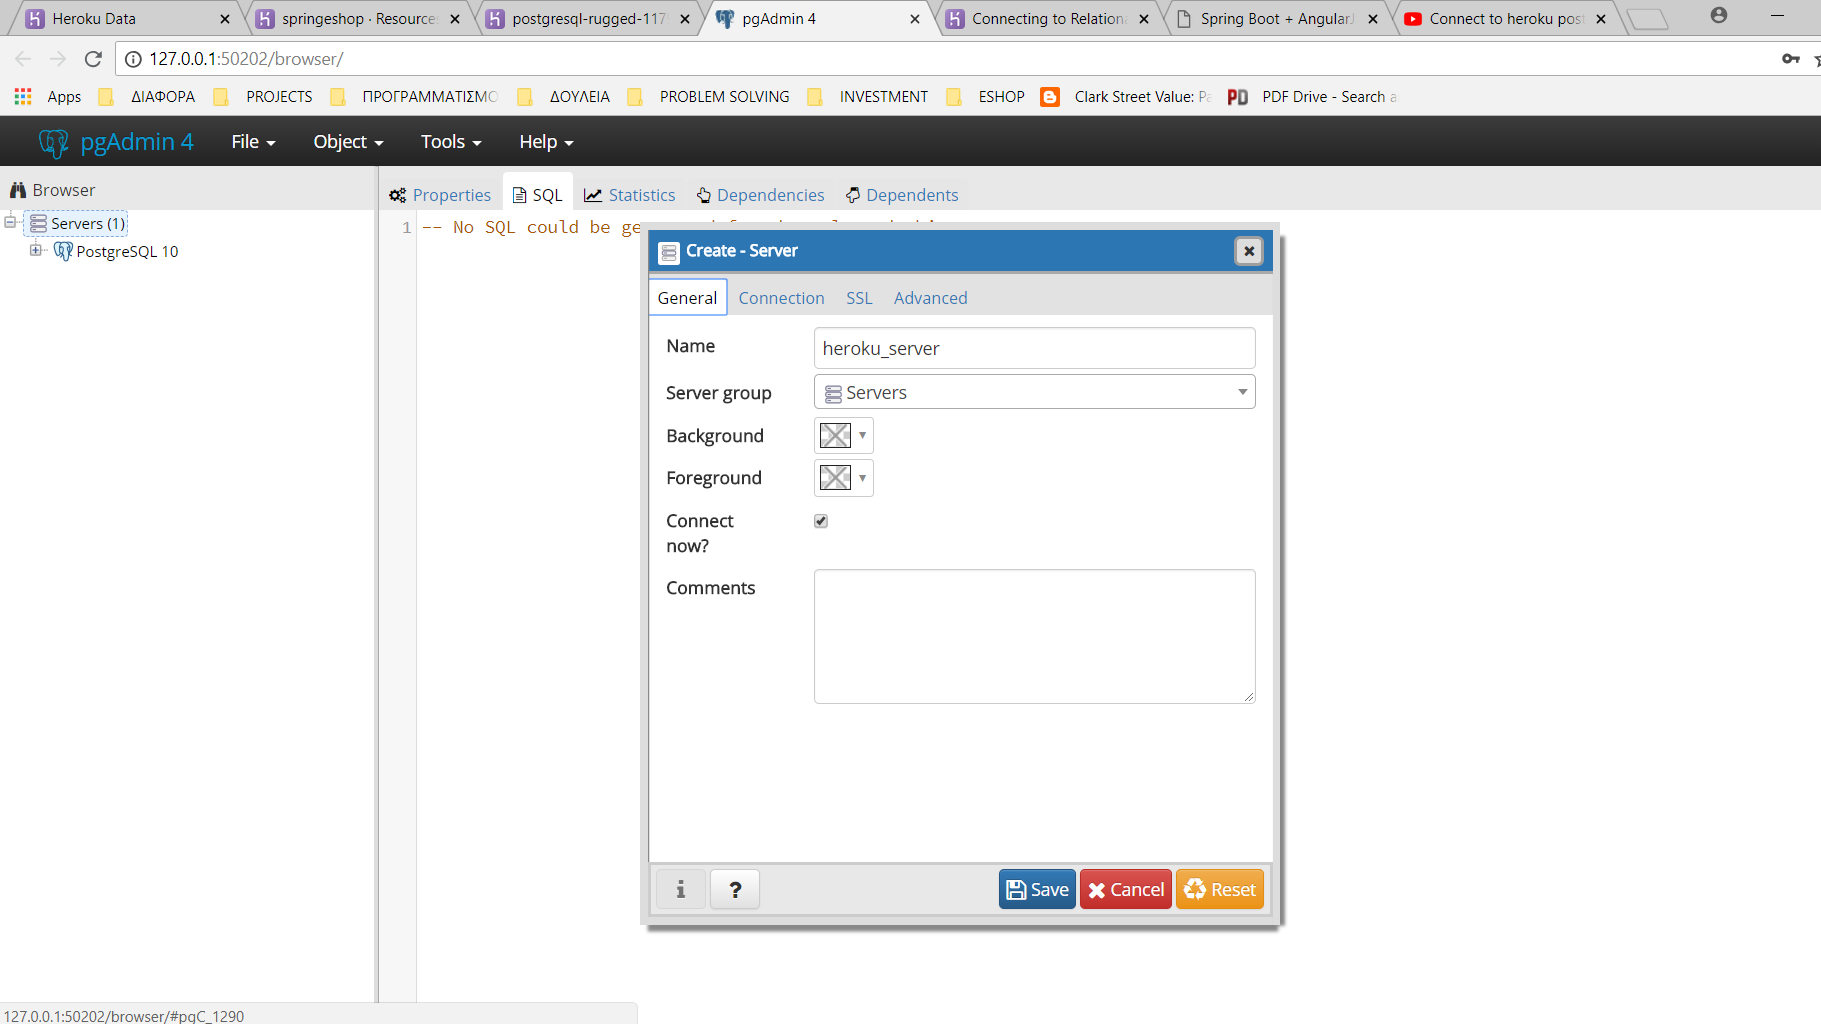 Heroku Data
springeshop · Resource
postgresql-rugged-117
pgAdmin 4
Connecting to Relation
Spring Boot + Angular
Connect to heroku post
127.0.0.1:50202/browser/
Apps
ΔΙΑΦΟΡΑ
PROJECTS
ΠΡΟΓΡΑΜΜΑΤΙΣΜΟ
ΔΟΥΛΕΙΑ
PROBLEM SOLVING
INVESTMENT
ESHOP
Clark Street Value: Pa
PDF Drive - Search a
pgAdmin 4
File
Object
Tools
Help
Browser
Properties
SQL
Statistics
Dependencies
Dependents
Servers (1)
PostgreSQL 10
1 -- No SQL could be ge
Create - Server
General
Connection
SSL
Advanced
Name
heroku_server
Server group
Servers
Background
Foreground
Connect
now?
Comments
i
?
Save
Cancel
Reset
127.0.0.1:50202/browser/#pgC_1290